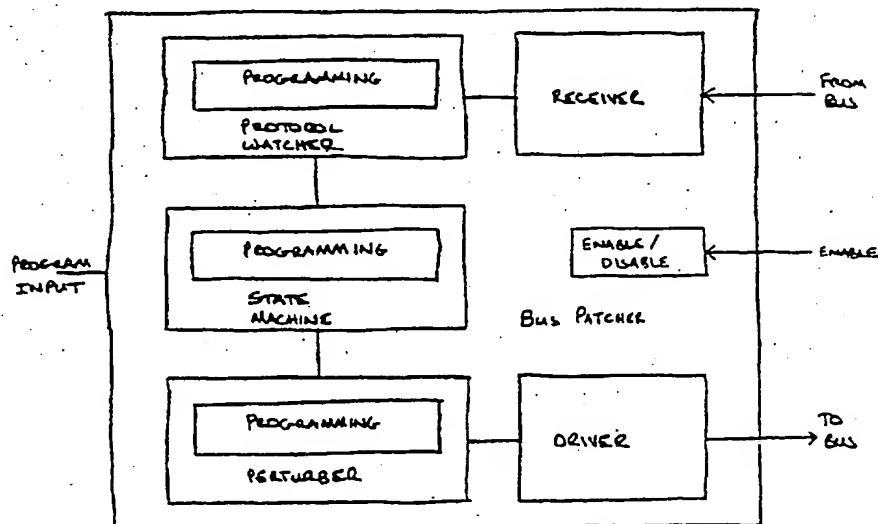 PROGRAMMING
PROTOCOL
WATCHER
RECEIVER
FROM
BUS
PROGRAM
INPUT
PROGRAMMING
STATE
MACHINE
ENABLE/
DISABLE
ENABLE
BUS PATCHER
PROGRAMMING
PERTURBER
DRIVER
TO
BUS